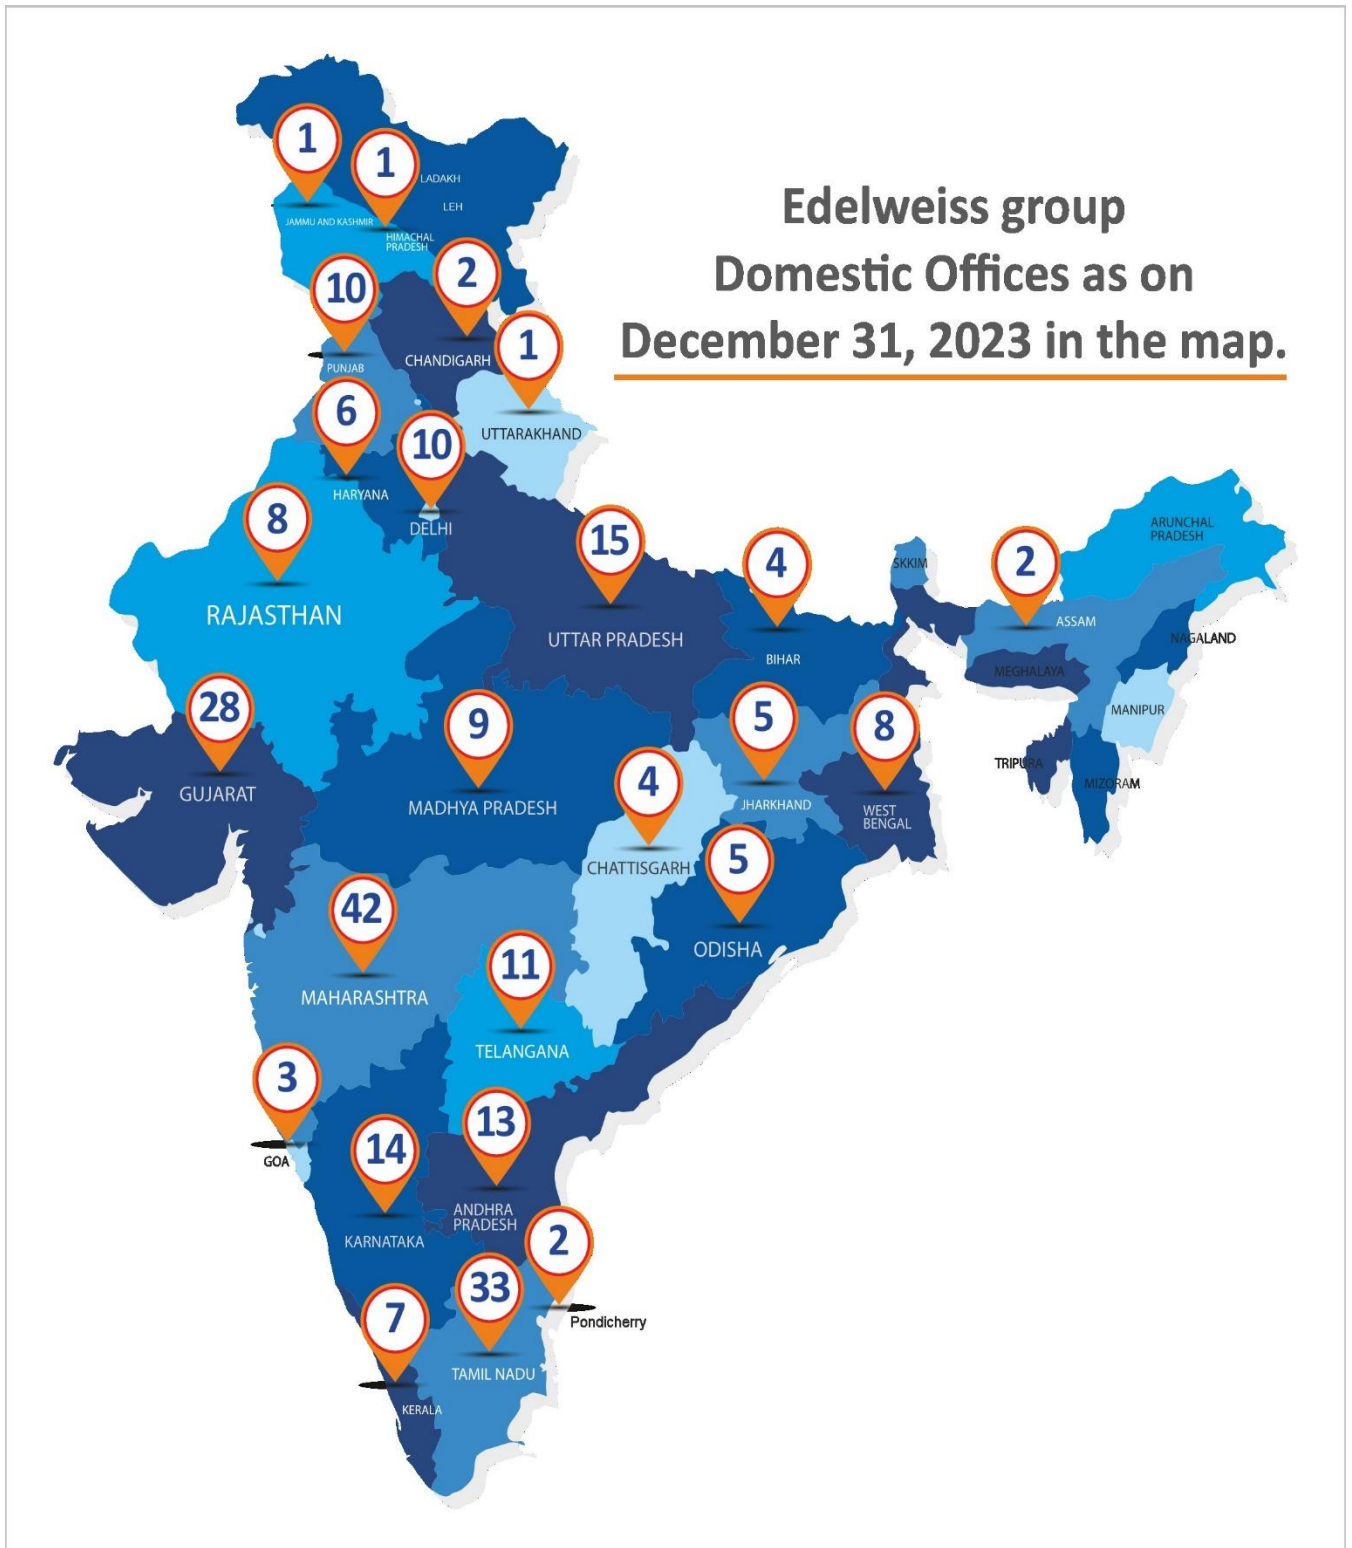 Edelweiss group
Domestic Offices as on
December 31, 2023 in the map.
1
1
LADAKH
LEH
JAMMU AND KASHMIR
HIMACHAL
PRADESH
2
10
CHANDIGARH
1
PUNJAB
6
10
UTTARAKHAND
HARYANA
8
DELHI
15
4
2
ARUNCHAL
PRADESH
SKKIM
RAJASTHAN
UTTAR PRADESH
BIHAR
ASSAM
NAGALAND
MEGHALAYA
MANIPUR
28
9
5
8
TRIPURA
MIZORAM
GUJARAT
MADHYA PRADESH
4
JHARKHAND
WEST
BENGAL
CHATTISGARH
5
42
ODISHA
11
MAHARASHTRA
TELANGANA
3
13
14
GOA
ANDHRA
PRADESH
KARNATAKA
2
33
Pondicherry
7
TAMIL NADU
KERALA